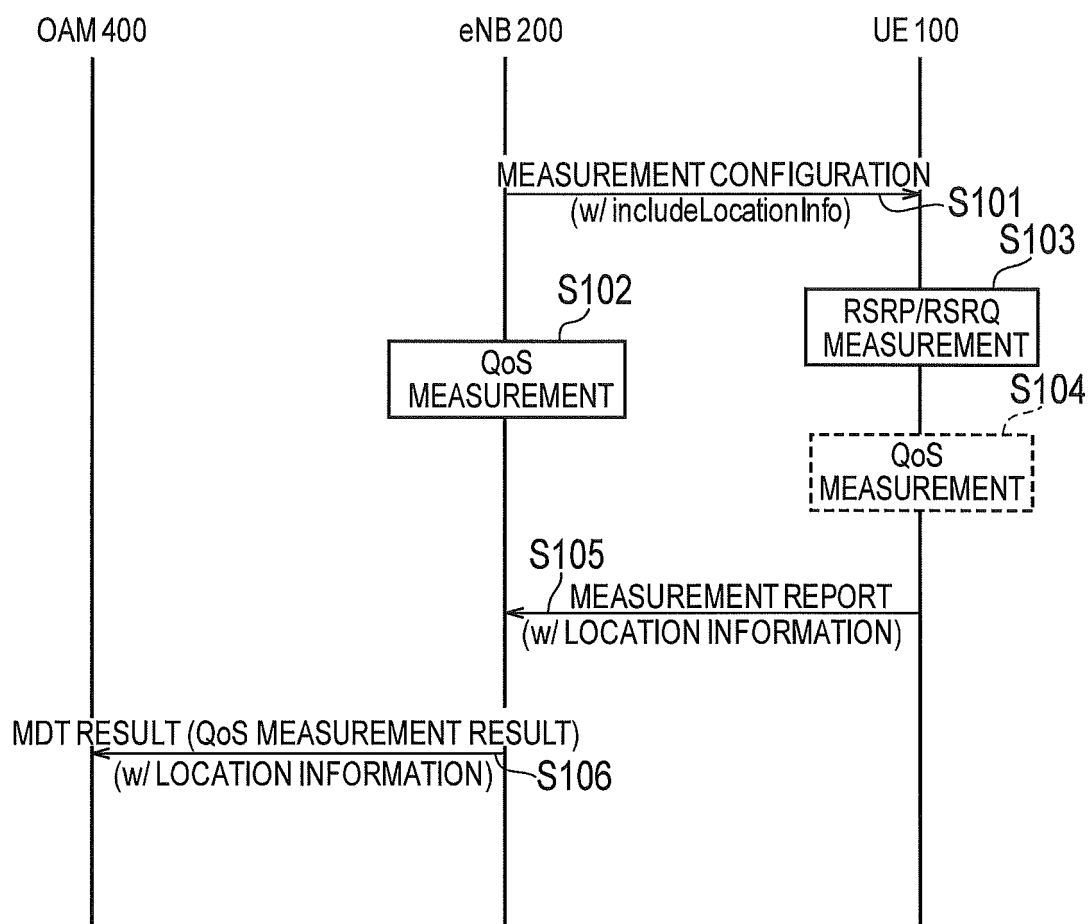 OAM 400
eNB 200
UE 100
MEASUREMENT CONFIGURATION
(w/ includeLocationInfo)
S101
S103
RSRP/RSRQ
MEASUREMENT
S102
QoS
MEASUREMENT
S104
QoS
MEASUREMENT
S105
MEASUREMENT REPORT
(w/ LOCATION INFORMATION)
MDT RESULT (QoS MEASUREMENT RESULT)
(w/ LOCATION INFORMATION)
S106